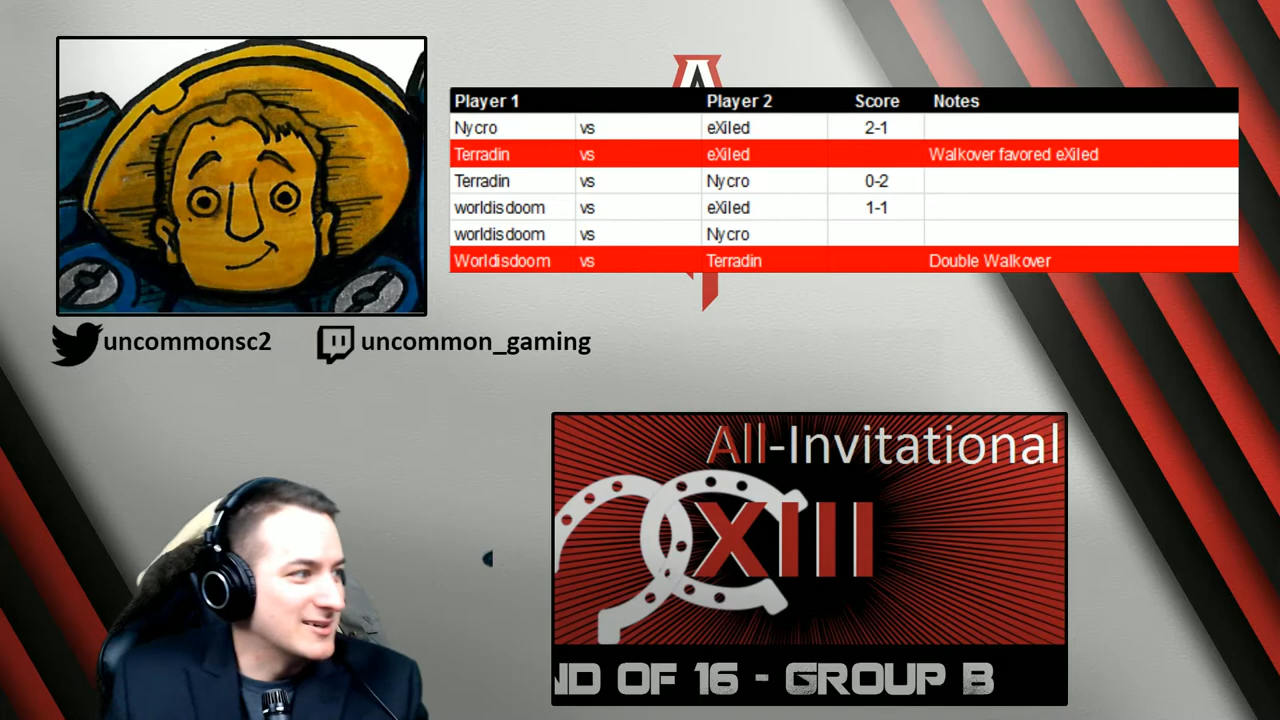 Player 1 Player 2 Score Notes
Nycro vs eXiled 2-1
Terradin vs eXiled Walkover favored eXiled
Terradin vs Nycro 0-2
worldisdoom vs eXiled 1-1
worldisdoom vs Nycro
Worldisdoom vs Terradin Double Walkover
uncommonsc2 uncommon_gaming
All-Invitational
XIII
ND OF 16 - GROUP B